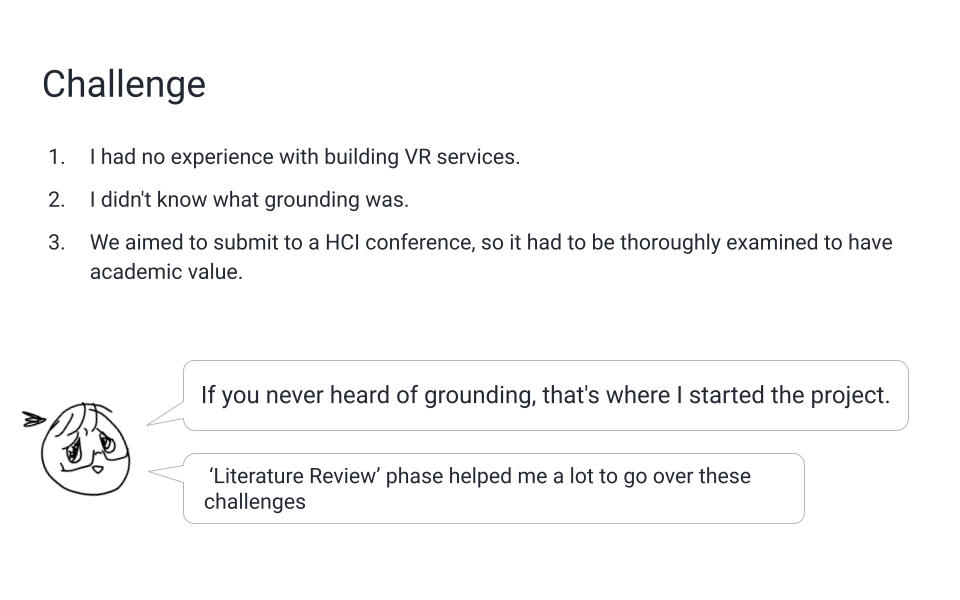 Challenge
1. I had no experience with building VR services.
2. I didn't know what grounding was.
3. We aimed to submit to a HCI conference, so it had to be thoroughly examined to have
academic value.
If you never heard of grounding, that's where I started the project.
‘Literature Review’ phase helped me a lot to go over these
challenges